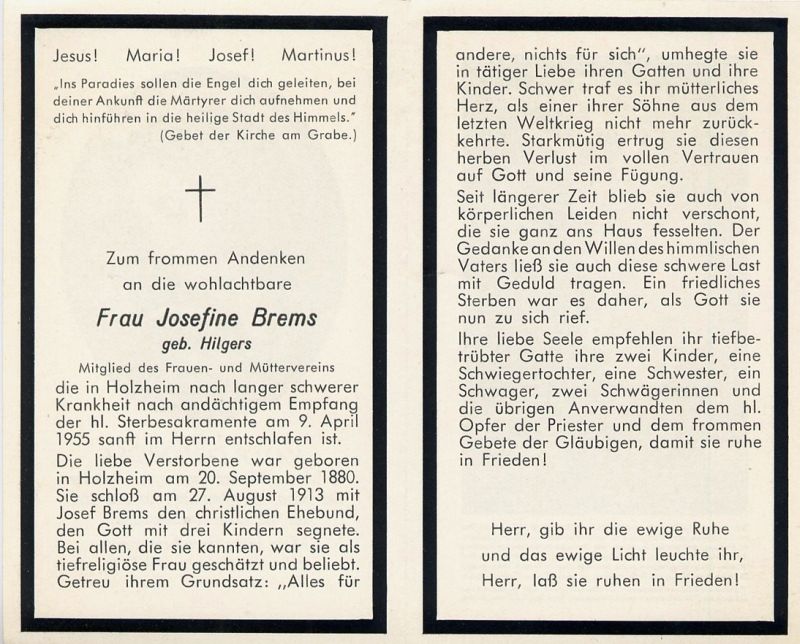 Jesus! Maria! Josef! Martinus!
„Ins Paradies sollen die Engel dich geleiten, bei
deiner Ankunft die Märtyrer dich aufnehmen und
dich hinführen in die heilige Stadt des Himmels."
(Gebet der Kirche am Grabe.)
Zum frommen Andenken
an die wohlachtbare
Frau Josefine Brems
geb. Hilgers
Mitglied des Frauen- und Müttervereins
die in Holzheim nach langer schwerer
Krankheit nach andächtigem Empfang
der hl. Sterbesakramente am 9. April
1955 sanft im Herrn entschlafen ist.
Die liebe Verstorbene war geboren
in Holzheim am 20. September 1880.
Sie schloß am 27. August 1913 mit
Josef Brems den christlichen Ehebund,
den Gott mit drei Kindern segnete.
Bei allen, die sie kannten, war sie als
tiefreligiöse Frau geschätzt und beliebt.
Getreu ihrem Grundsatz: „Alles für
andere, nichts für sich", umhegte sie
in tätiger Liebe ihren Gatten und ihre
Kinder. Schwer traf es ihr mütterliches
Herz, als einer ihrer Söhne aus dem
letzten Weltkrieg nicht mehr zurück-
kehrte. Starkmütig ertrug sie diesen
herben Verlust im vollen Vertrauen
auf Gott und seine Fügung.
Seit längerer Zeit blieb sie auch von
körperlichen Leiden nicht verschont,
die sie ganz ans Haus fesselten. Der
Gedanke an den Willen des himmlischen
Vaters ließ sie auch diese schwere Last
mit Geduld tragen. Ein friedliches
Sterben war es daher, als Gott sie
nun zu sich rief.
Ihre liebe Seele empfehlen ihr tiefbe-
trübter Gatte ihre zwei Kinder, eine
Schwiegertochter, eine Schwester, ein
Schwager, zwei Schwägerinnen und
die übrigen Anverwandten dem hl.
Opfer der Priester und dem frommen
Gebete der Gläubigen, damit sie ruhe
in Frieden!
Herr, gib ihr die ewige Ruhe
und das ewige Licht leuchte ihr,
Herr, laß sie ruhen in Frieden!